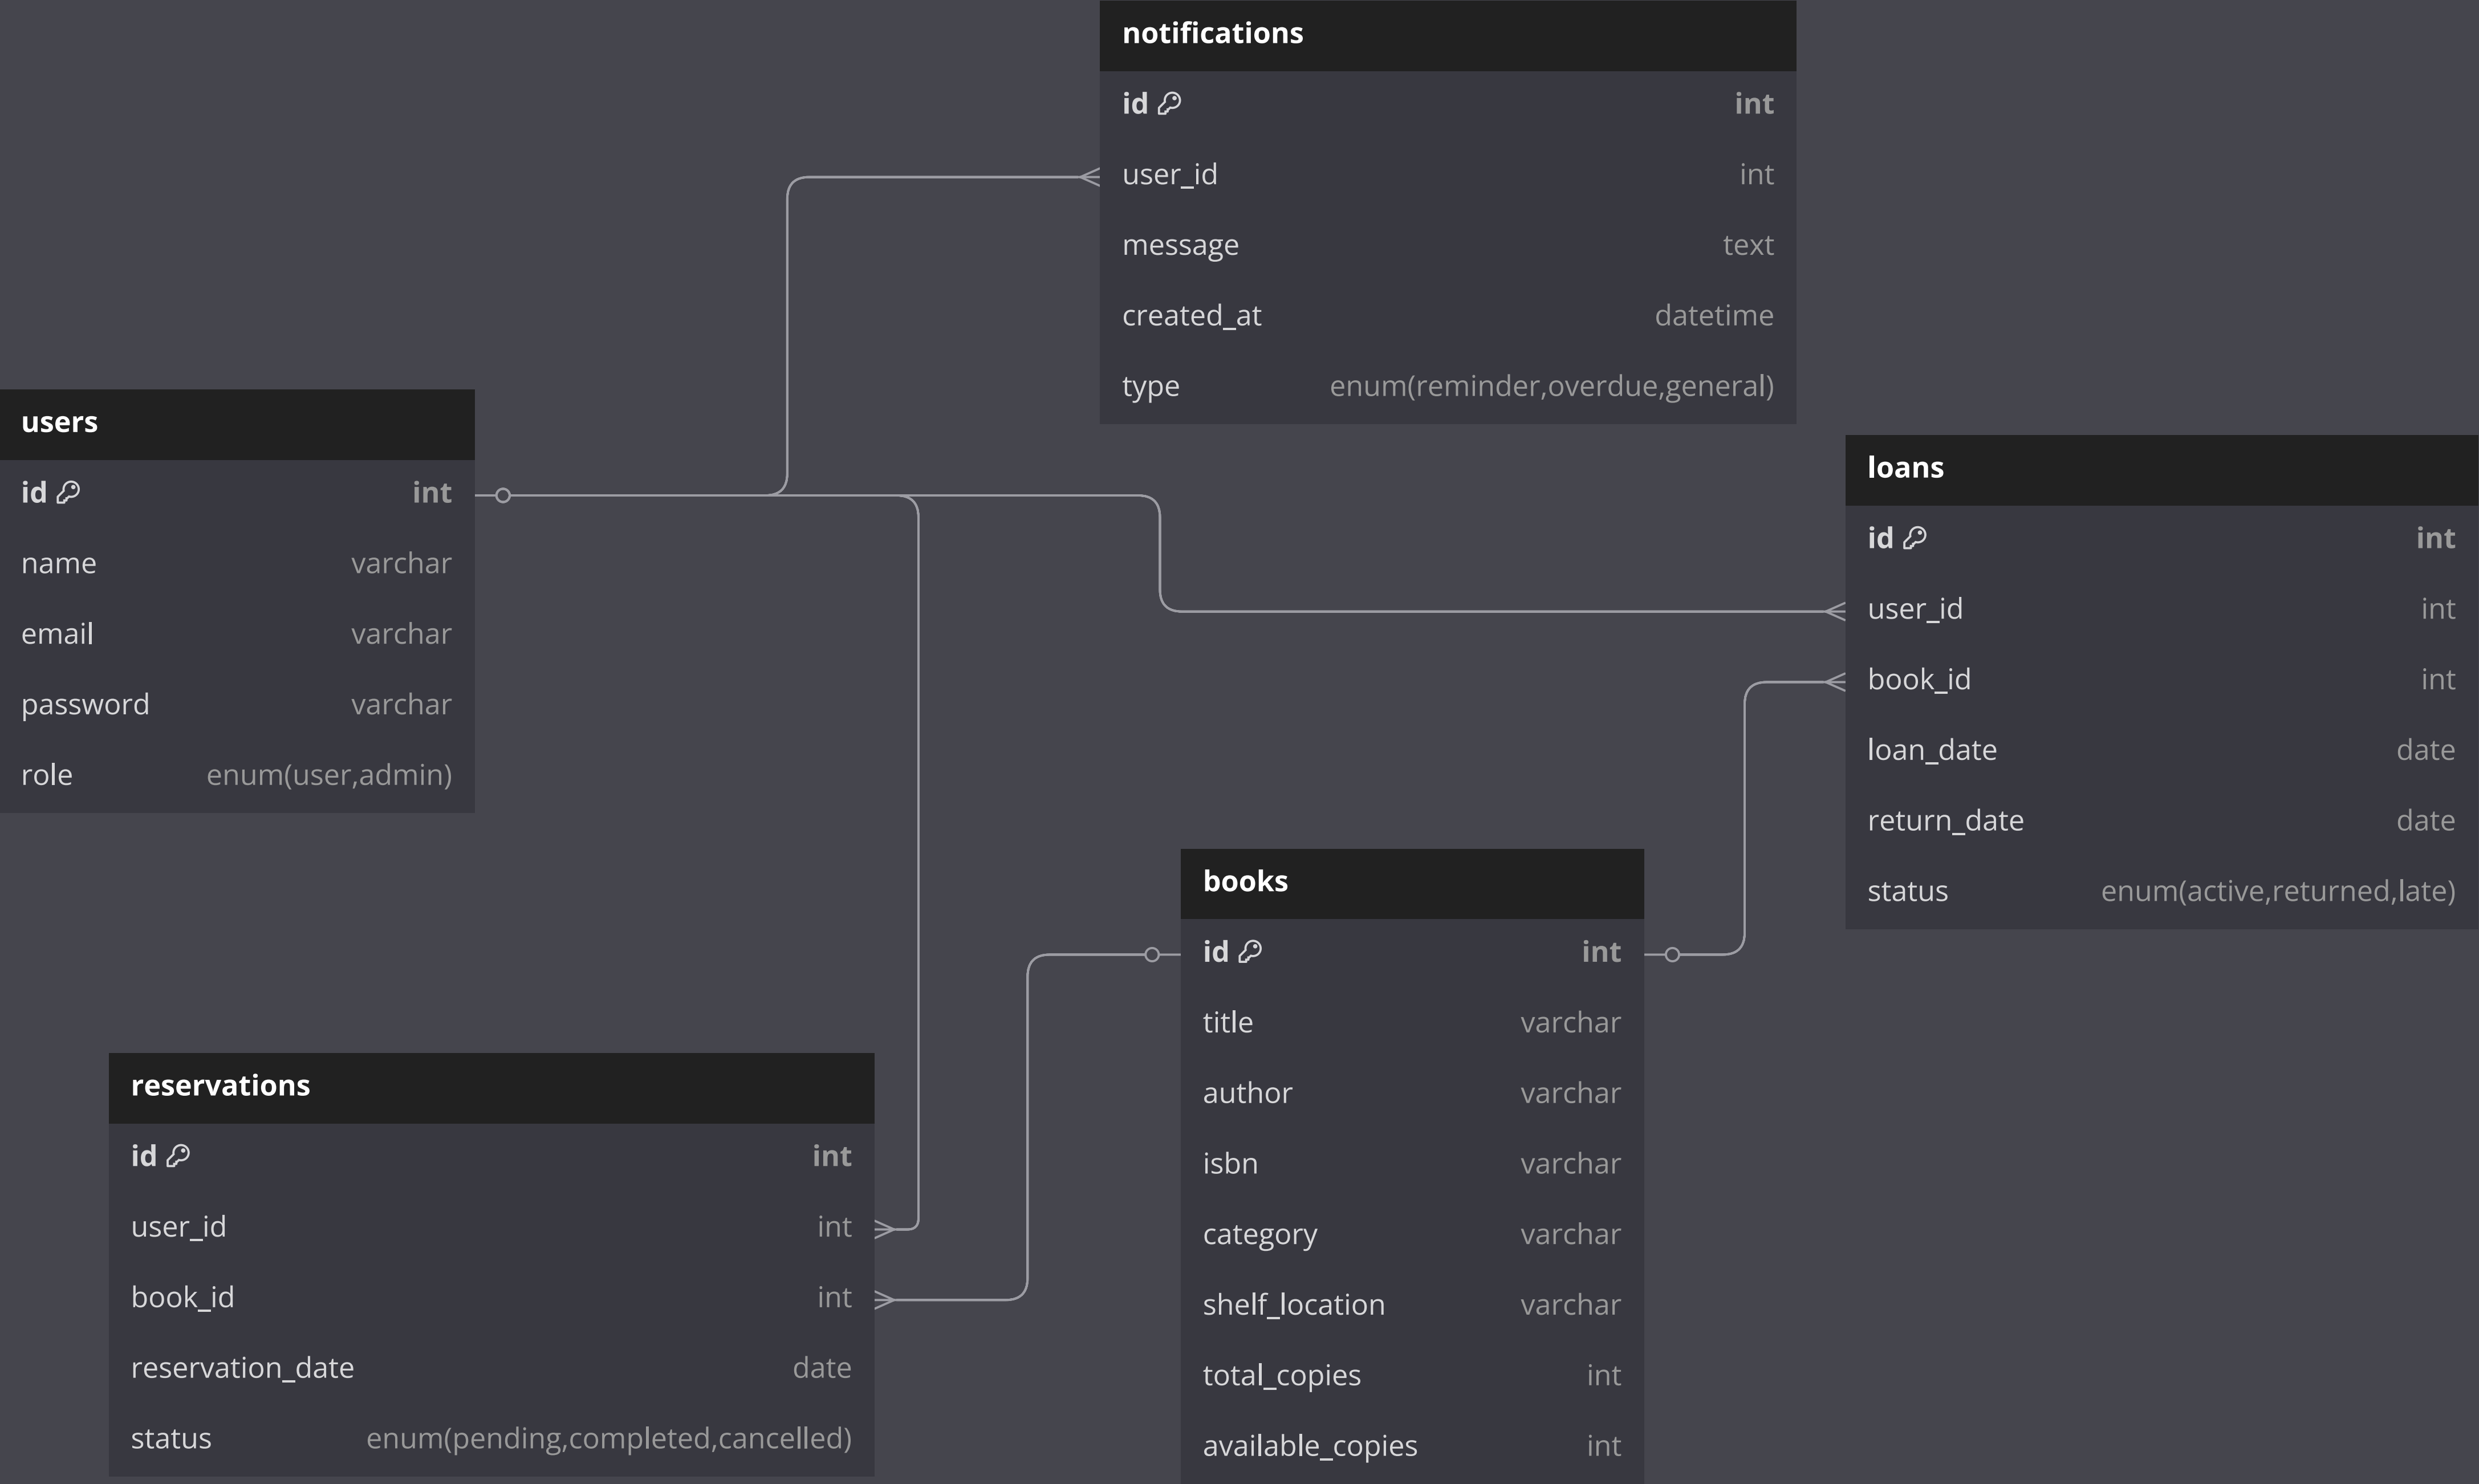 notifications
id int
user_id int
message text
created_at datetime
type enum(reminder,overdue,general)
users
id int
name varchar
email varchar
password varchar
role enum(user,admin)
loans
id int
user_id int
book_id int
loan_date date
return_date date
status enum(active,returned,late)
books
id int
title varchar
author varchar
isbn varchar
category varchar
shelf_location varchar
total_copies int
available_copies int
reservations
id int
user_id int
book_id int
reservation_date date
status enum(pending,completed,cancelled)